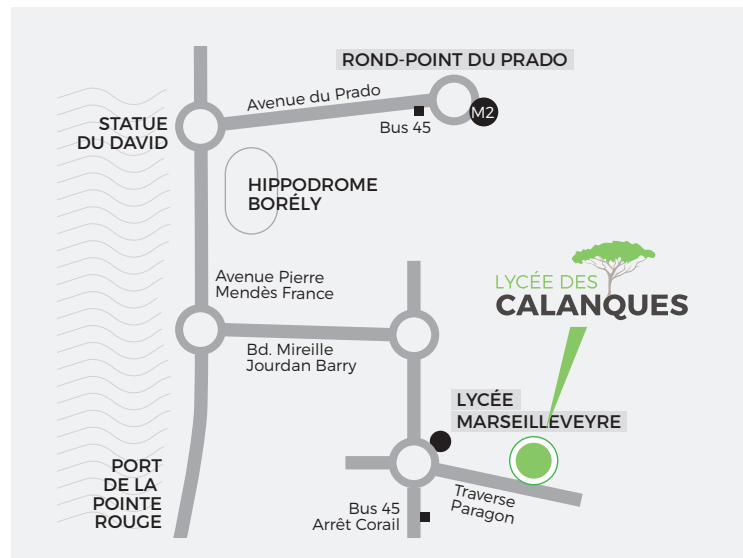 ROND-POINT DU PRADO
Avenue du Prado
M2
Bus 45
STATUE
DU DAVID
HIPPODROME
BORÉLY
Avenue Pierre
Mendès France
LYCÉE DES
CALANQUES
Bd. Mireille
Jourdan Barry
LYCÉE
MARSEILLEVEYRE
PORT
DE LA
POINTE
ROUGE
Traverse
Paragon
Bus 45
Arrêt Corail